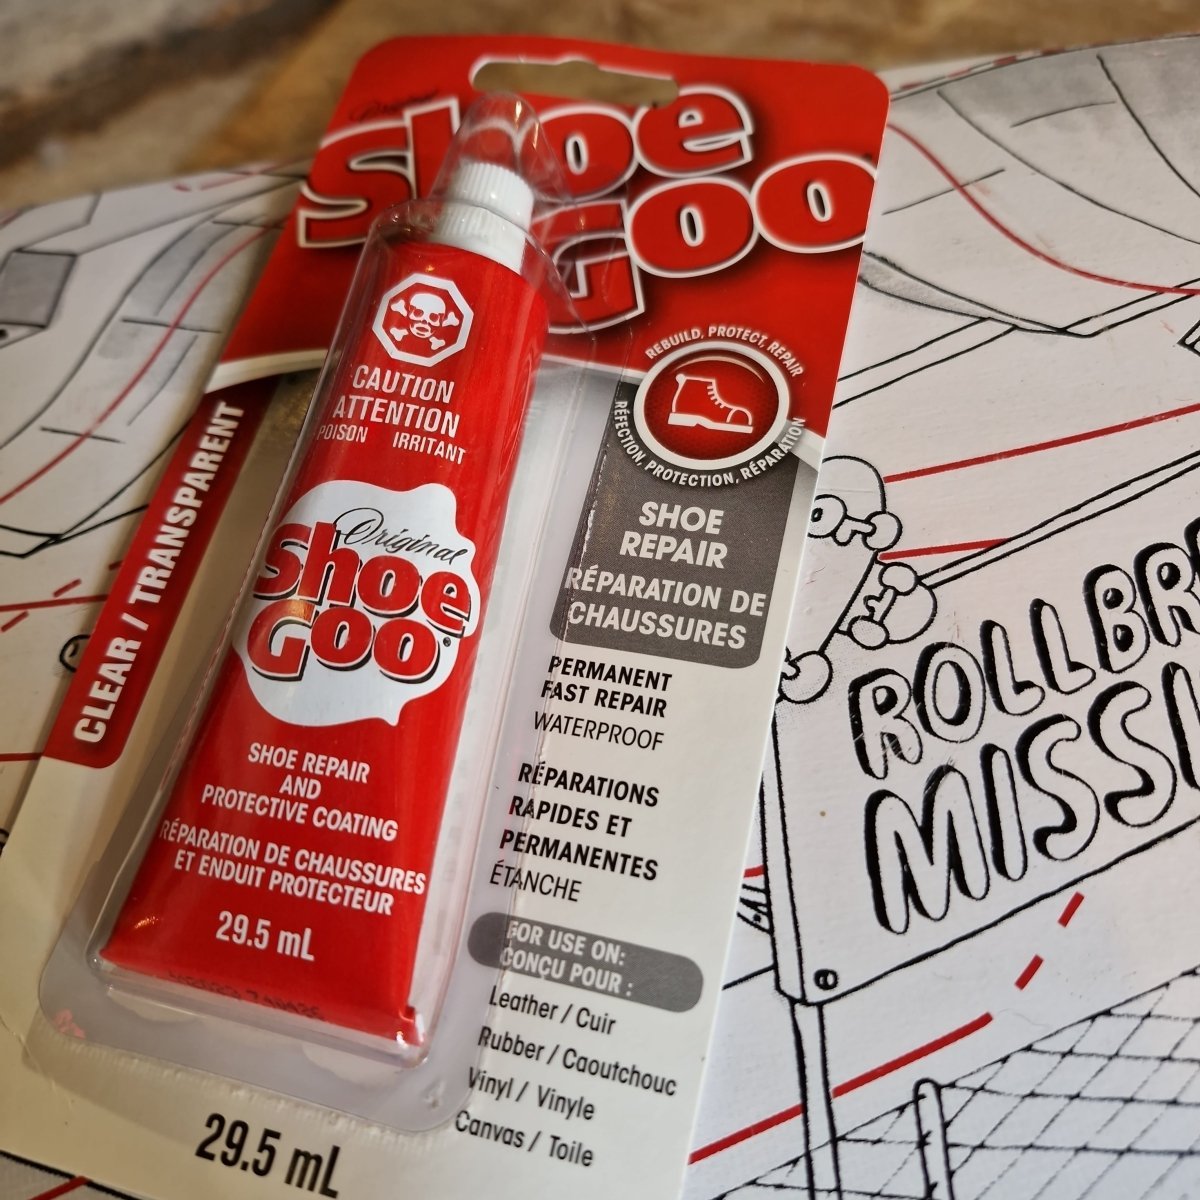 Shoe
Goo
CLEAR / TRANSPARENT
CAUTION
ATTENTION
POISON IRRITANT
Original
Shoe
Goo®
SHOE REPAIR
AND
PROTECTIVE COATING
RÉPARATION DE CHAUSSURES
ET ENDUIT PROTECTEUR
29.5 mL
REBUILD, PROTECT, REPAIR
RÉFECTION, PROTECTION, RÉPARATION
SHOE
REPAIR
RÉPARATION DE
CHAUSSURES
PERMANENT
FAST REPAIR
WATERPROOF
RÉPARATIONS
RAPIDES ET
PERMANENTES
ÉTANCHE
FOR USE ON:
CONÇU POUR :
Leather / Cuir
Rubber / Caoutchouc
Vinyl / Vinyle
Canvas / Toile
29.5 mL